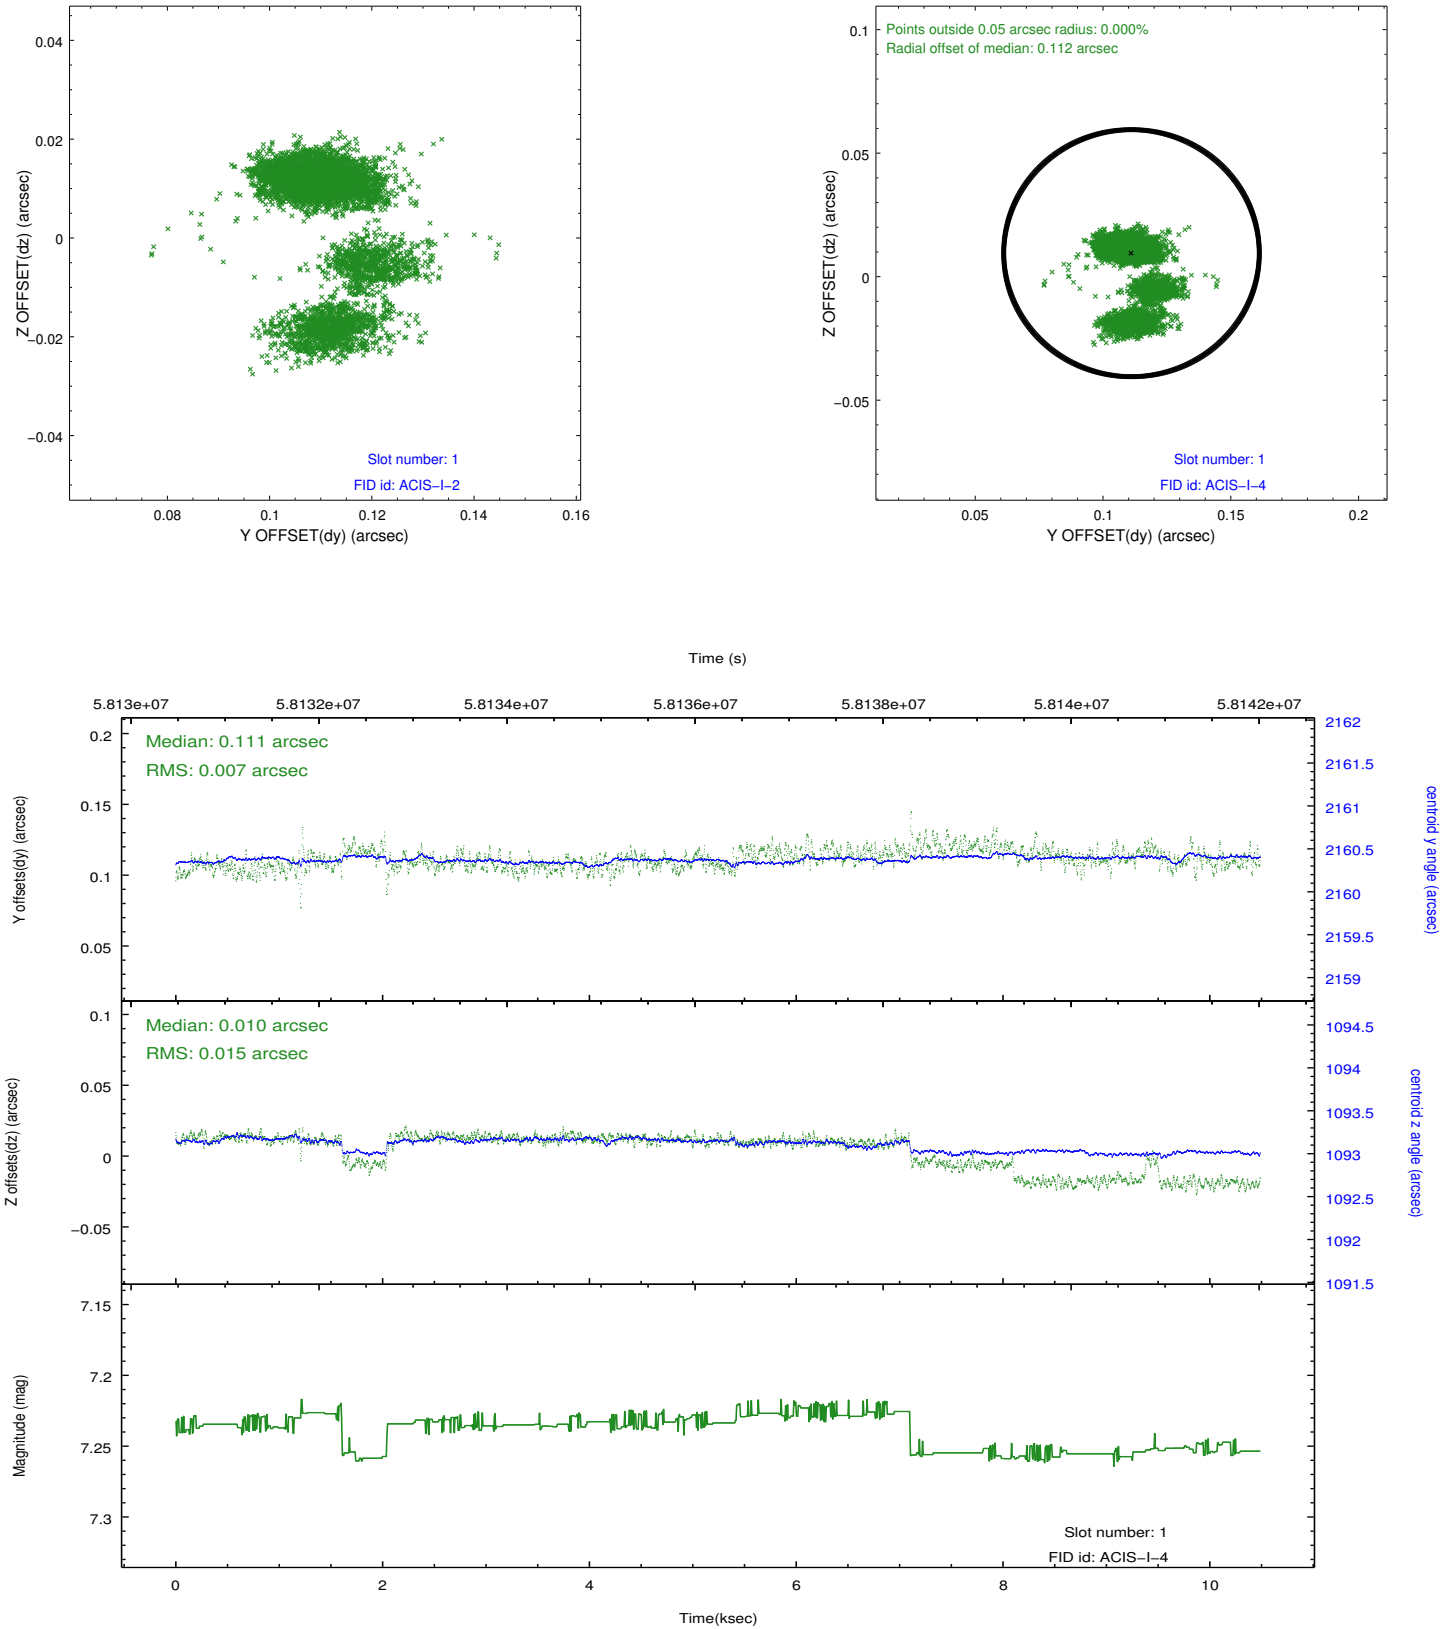 0.04
0.02
0
−0.02
−0.04
Z OFFSET(dz) (arcsec)
Slot number: 1
FID id: ACIS−I−2
0.08 0.1 0.12 0.14 0.16
Y OFFSET(dy) (arcsec)
Points outside 0.05 arcsec radius: 0.000%
Radial offset of median: 0.112 arcsec
0.1
0.05
0
−0.05
Z OFFSET(dz) (arcsec)
Slot number: 1
FID id: ACIS−I−4
0.05 0.1 0.15 0.2
Y OFFSET(dy) (arcsec)
Time (s)
5.813e+07 5.8132e+07 5.8134e+07 5.8136e+07 5.8138e+07 5.814e+07 5.8142e+07
Median: 0.111 arcsec
RMS: 0.007 arcsec
0.2
0.15
0.1
0.05
Y offsets(dy) (arcsec)
2162
2161.5
2161
2160.5
2160
2159.5
2159
centroid y angle (arcsec)
Median: 0.010 arcsec
RMS: 0.015 arcsec
0.1
0.05
0
−0.05
Z offsets(dz) (arcsec)
1094.5
1094
1093.5
1093
1092.5
1092
1091.5
centroid z angle (arcsec)
7.15
7.2
7.25
7.3
Magnitude (mag)
Slot number: 1
FID id: ACIS−I−4
0 2 4 6 8 10
Time(ksec)